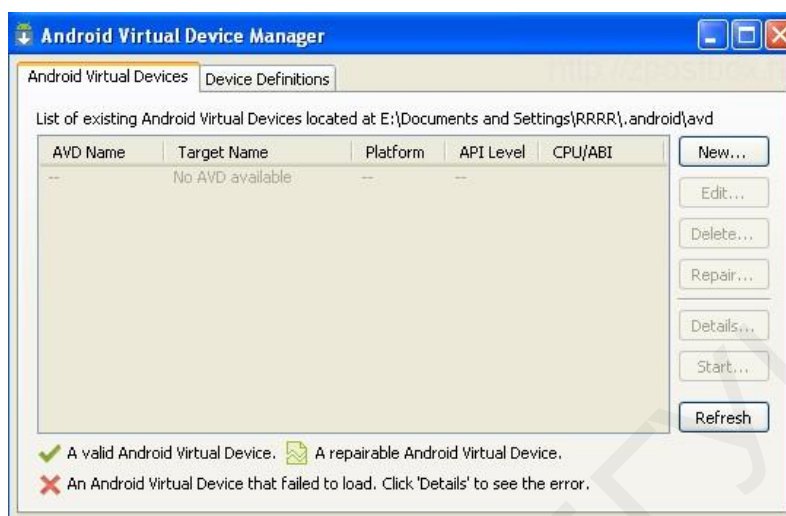 Android Virtual Device Manager
Android Virtual Devices Device Definitions
List of existing Android Virtual Devices located at E:\Documents and Settings\RRRR\.android\avd
AVD Name Target Name Platform API Level CPU/ABI
-- No AVD available -- --
New...
Edit...
Delete...
Repair...
Details...
Start...
Refresh
A valid Android Virtual Device. A repairable Android Virtual Device.
An Android Virtual Device that failed to load. Click 'Details' to see the error.